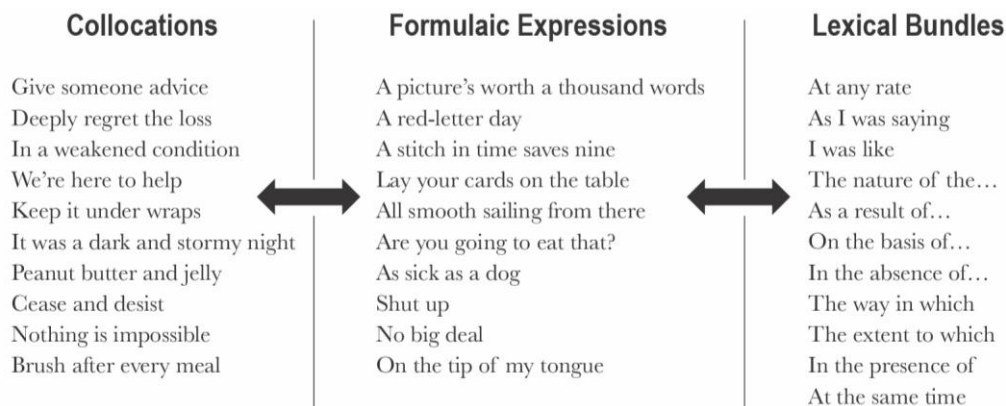 Collocations
Give someone advice
Deeply regret the loss
In a weakened condition
We're here to help
Keep it under wraps
It was a dark and stormy night
Peanut butter and jelly
Cease and desist
Nothing is impossible
Brush after every meal
Formulaic Expressions
A picture's worth a thousand words
A red-letter day
A stitch in time saves nine
Lay your cards on the table
All smooth sailing from there
Are you going to eat that?
As sick as a dog
Shut up
No big deal
On the tip of my tongue
Lexical Bundles
At any rate
As I was saying
I was like
The nature of the…
As a result of…
On the basis of…
In the absence of…
The way in which
The extent to which
In the presence of
At the same time